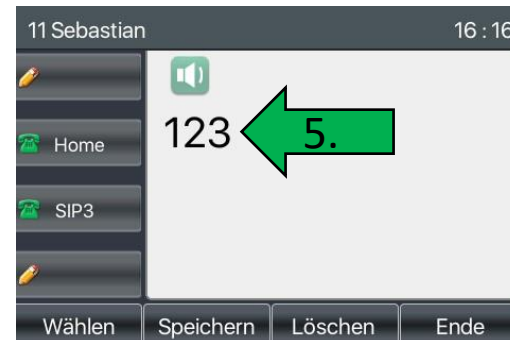 11 Sebastian 16 : 16
123 5.
Home
SIP3
Wählen Speichern Löschen Ende